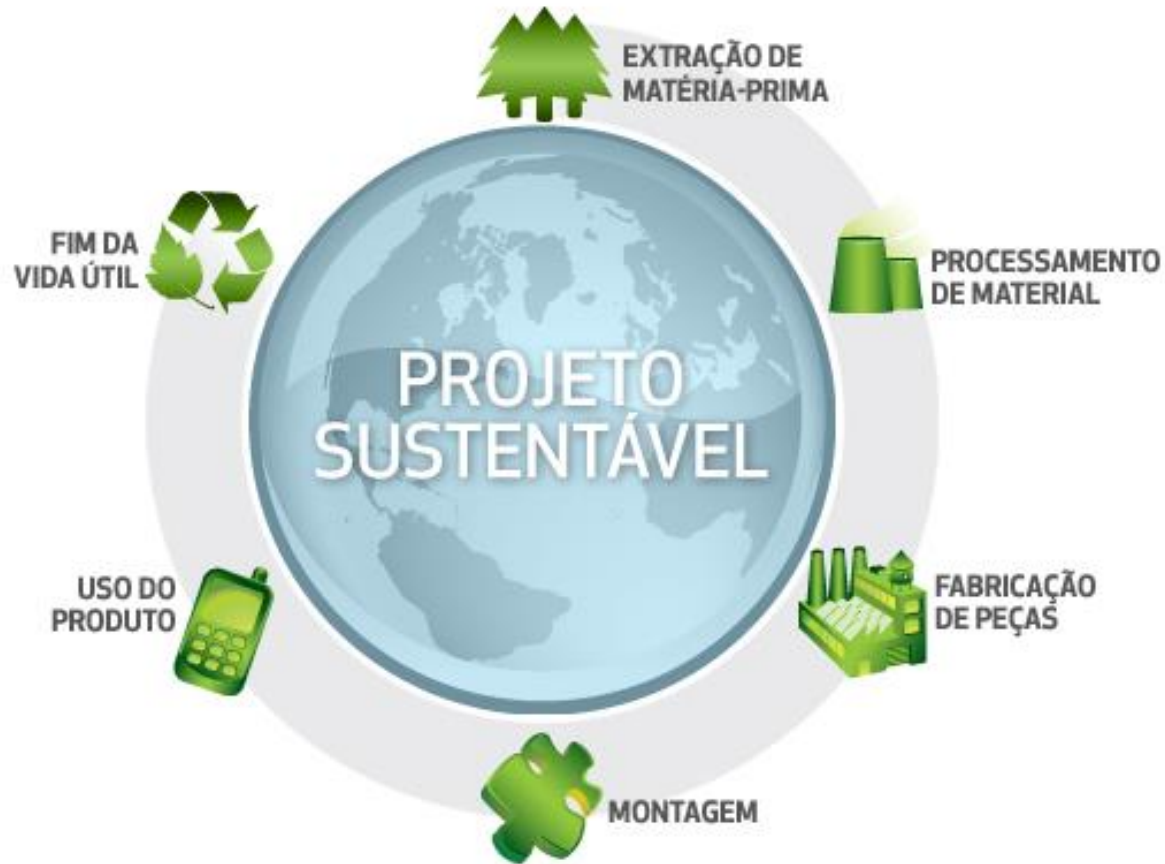 EXTRAÇÃO DE
MATÉRIA-PRIMA
PROCESSAMENTO
DE MATERIAL
FABRICAÇÃO
DE PEÇAS
MONTAGEM
USO DO
PRODUTO
FIM DA
VIDA ÚTIL
PROJETO
SUSTENTÁVEL